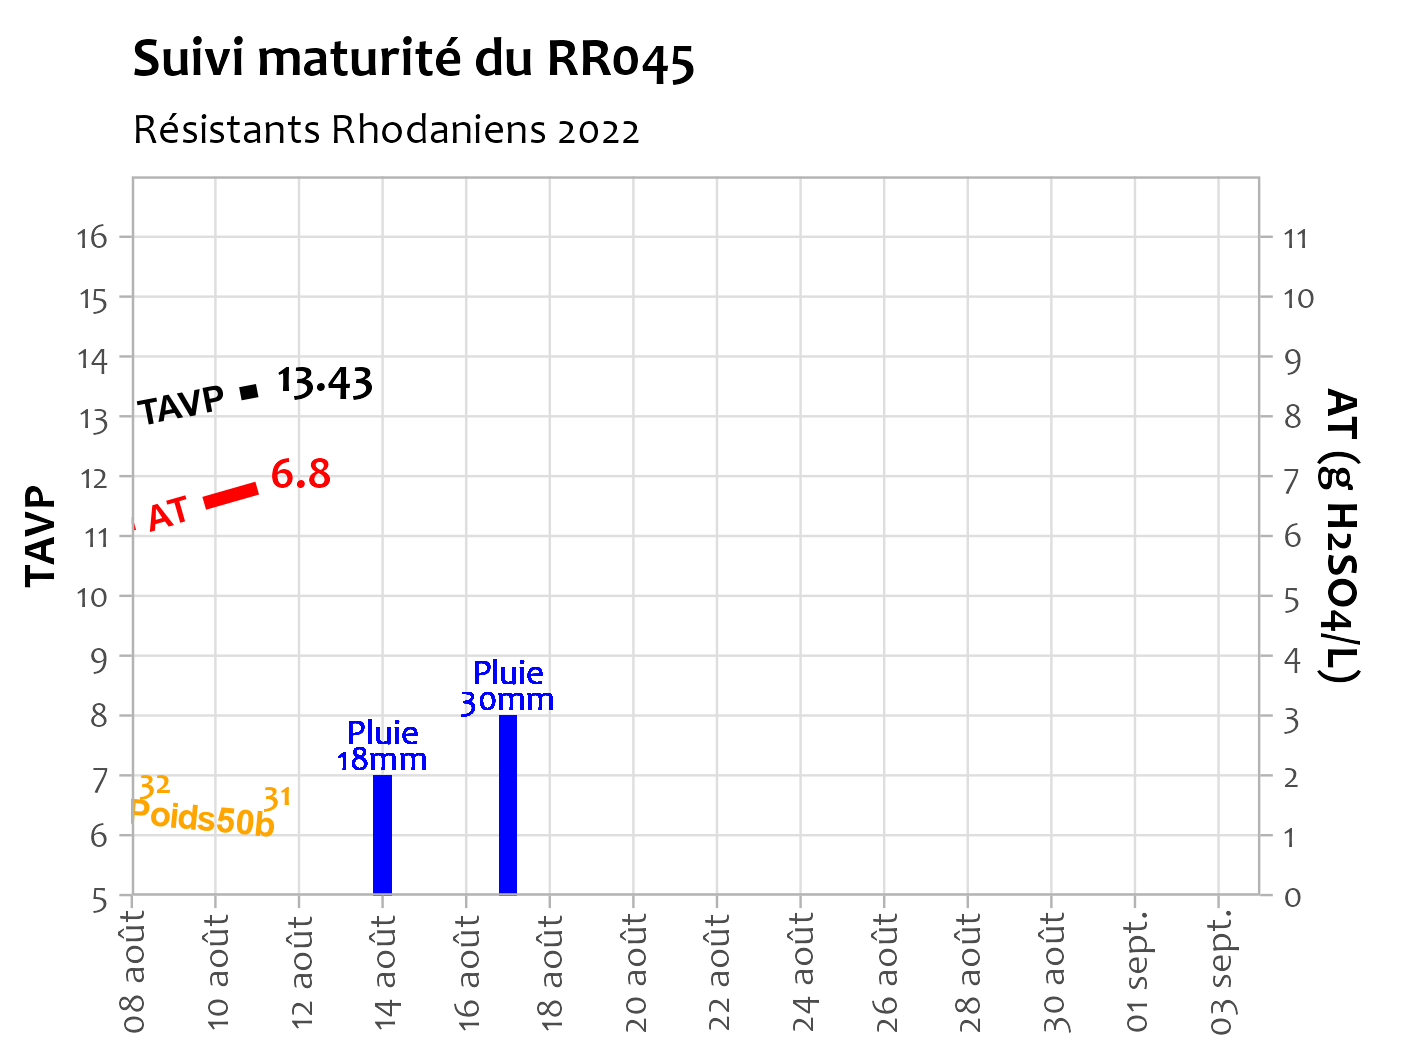 Suivi maturité du RR045
Résistants Rhodaniens 2022
TAVP
16
15
14
13
12
11
10
9
8
7
6
5
TAVP 13.43
AT 6.8
32
31
Poids50b
Pluie
18mm
Pluie
30mm
11
10
9
8
7
6
5
4
3
2
1
0
AT (g H2SO4/L)
08 août
10 août
12 août
14 août
16 août
18 août
20 août
22 août
24 août
26 août
28 août
30 août
01 sept.
03 sept.